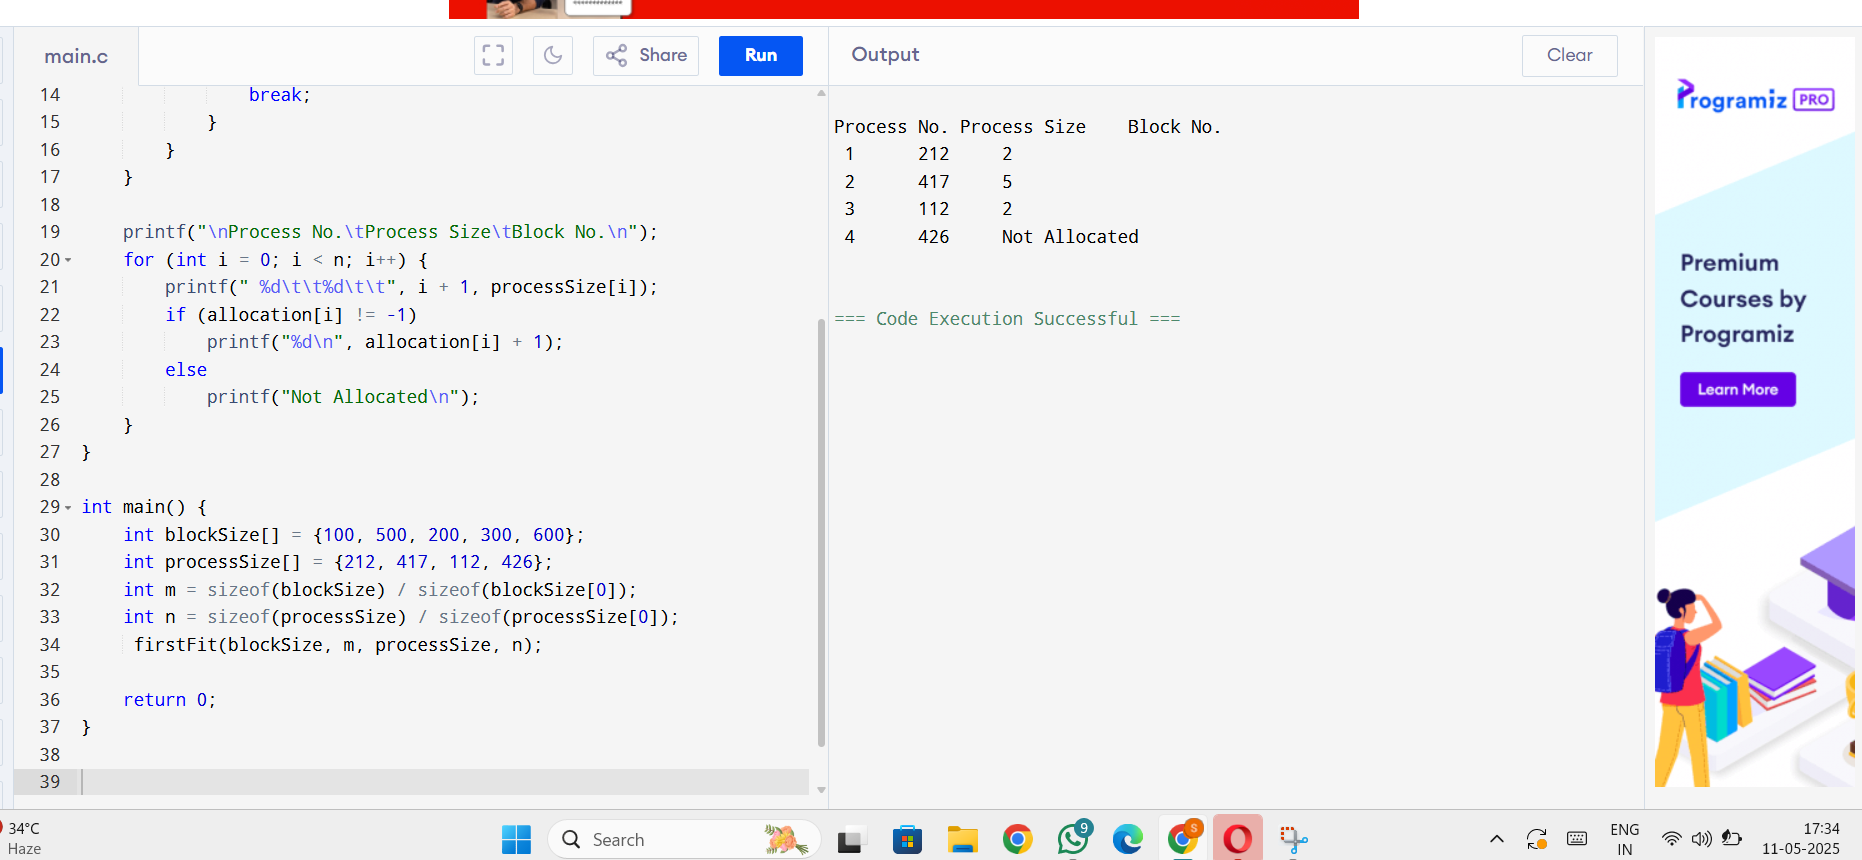 main.c
Share
Run
Output
Clear
14 break;
15 }
16 }
17 }
18
19 printf("\nProcess No.\tProcess Size\tBlock No.\n");
20 for (int i = 0; i < n; i++) {
21 printf(" %d\t\t%d\t\t", i + 1, processSize[i]);
22 if (allocation[i] != -1)
23 printf("%d\n", allocation[i] + 1);
24 else
25 printf("Not Allocated\n");
26 }
27 }
28
29 int main() {
30 int blockSize[] = {100, 500, 200, 300, 600};
31 int processSize[] = {212, 417, 112, 426};
32 int m = sizeof(blockSize) / sizeof(blockSize[0]);
33 int n = sizeof(processSize) / sizeof(processSize[0]);
34 firstFit(blockSize, m, processSize, n);
35
36 return 0;
37 }
38
39
Process No. Process Size Block No.
1 212 2
2 417 5
3 112 2
4 426 Not Allocated
=== Code Execution Successful ===
Programiz PRO
Premium
Courses by
Programiz
Learn More
34°C
Haze
Search
9
S
ENG
IN
17:34
11-05-2025